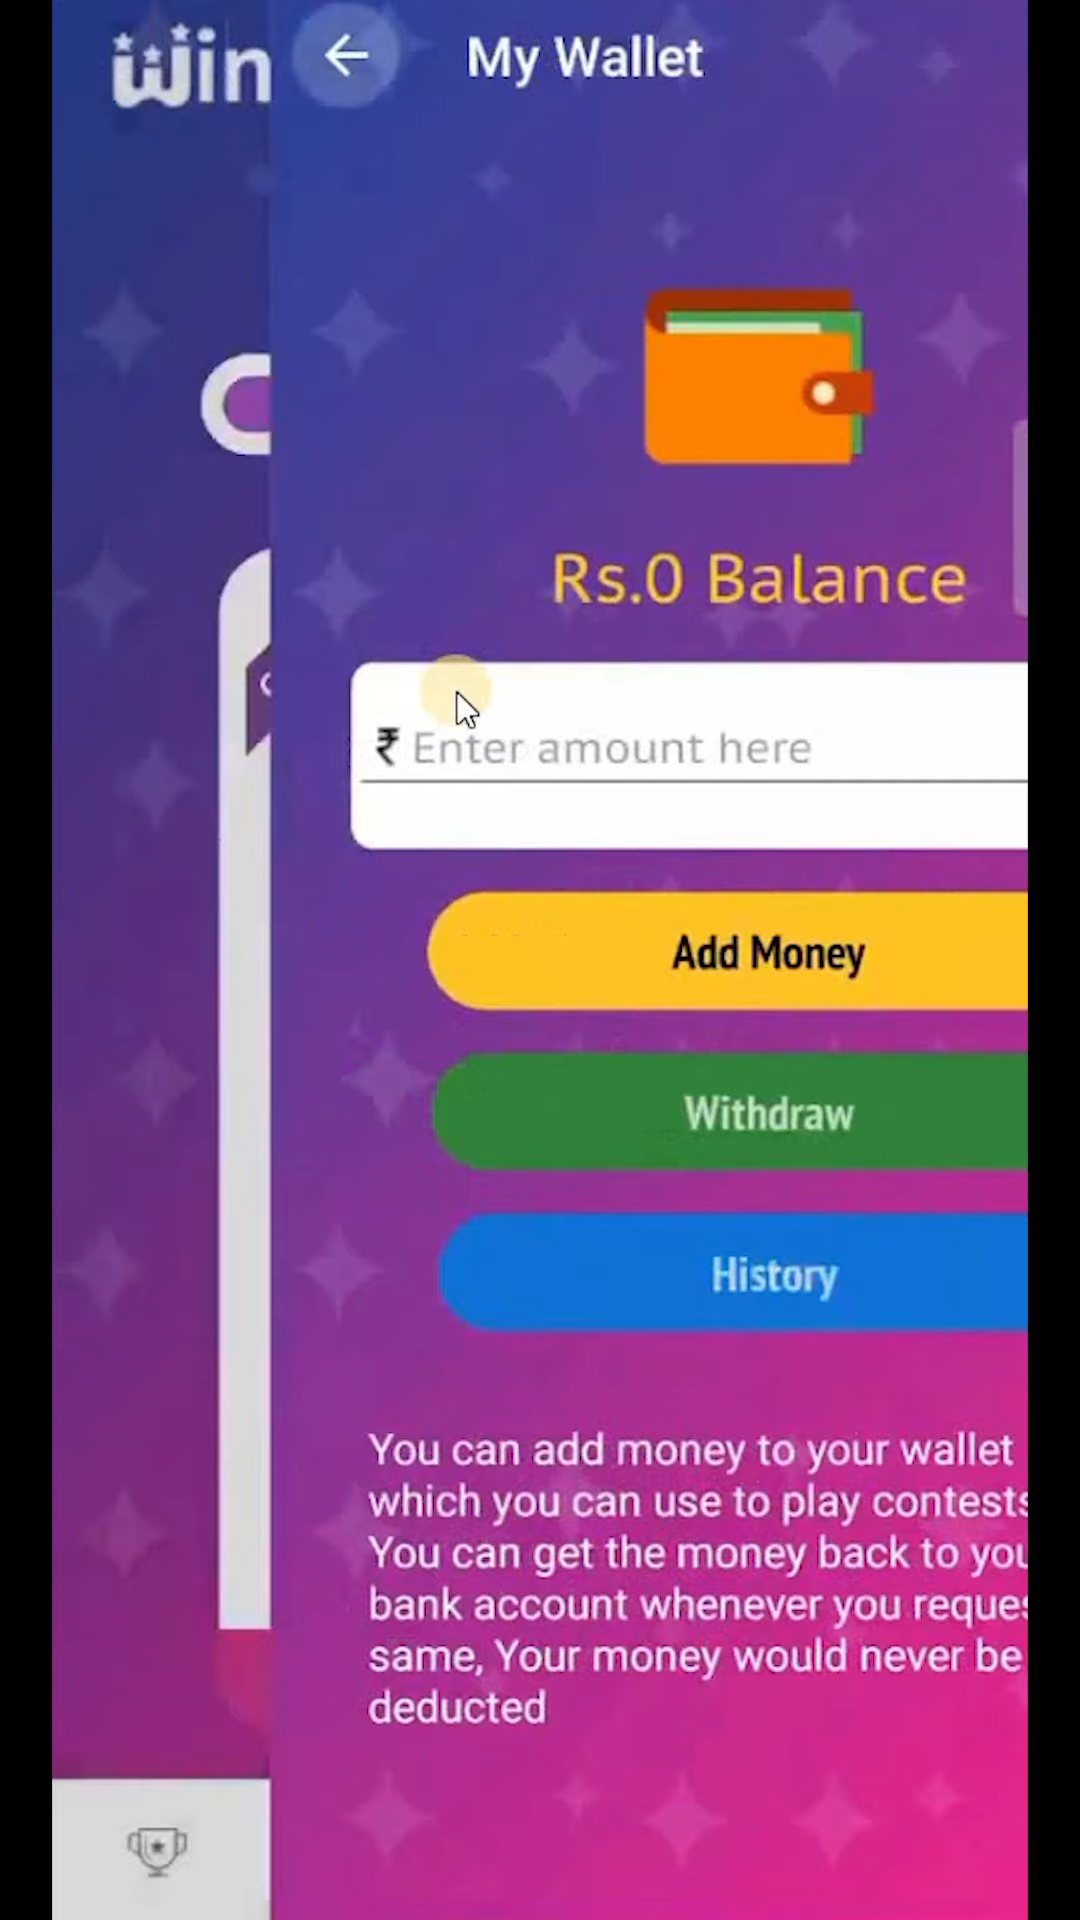 Win
My Wallet
Rs.0 Balance
₹ Enter amount here
Add Money
Withdraw
History
You can add money to your wallet
which you can use to play contests
You can get the money back to you
bank account whenever you reques
same, Your money would never be
deducted